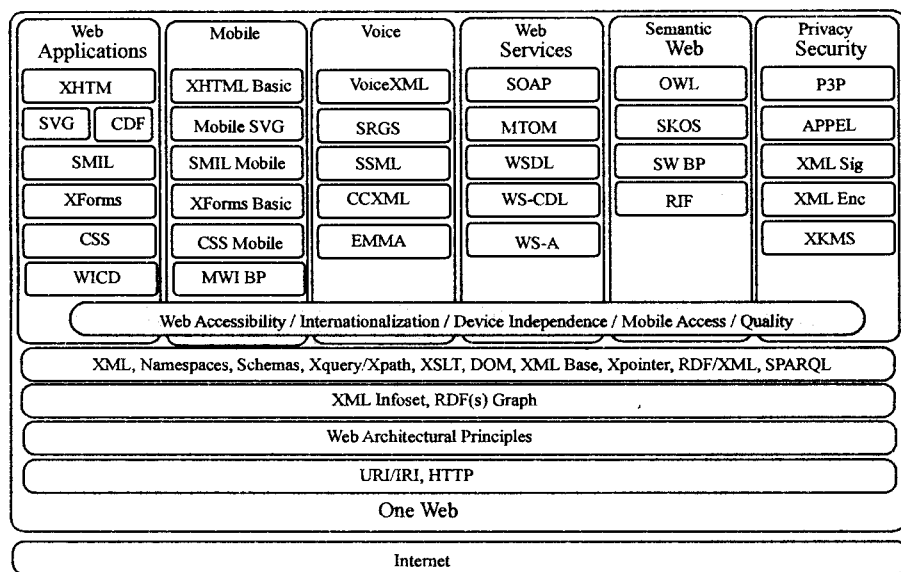 Web
Applications
XHTM
SVG
CDF
SMIL
XForms
CSS
WICD
Mobile
XHTML Basic
Mobile SVG
SMIL Mobile
XForms Basic
CSS Mobile
MWI BP
Voice
VoiceXML
SRGS
SSML
CCXML
EMMA
Web
Services
SOAP
MTOM
WSDL
WS-CDL
WS-A
Semantic
Web
OWL
SKOS
SW BP
RIF
Privacy
Security
P3P
APPEL
XML Sig
XML Enc
XKMS
Web Accessibility / Internationalization / Device Independence / Mobile Access / Quality
XML, Namespaces, Schemas, Xquery/Xpath, XSLT, DOM, XML Base, Xpointer, RDF/XML, SPARQL
XML Infoset, RDF(s) Graph
Web Architectural Principles
URI/IRI, HTTP
One Web
Internet